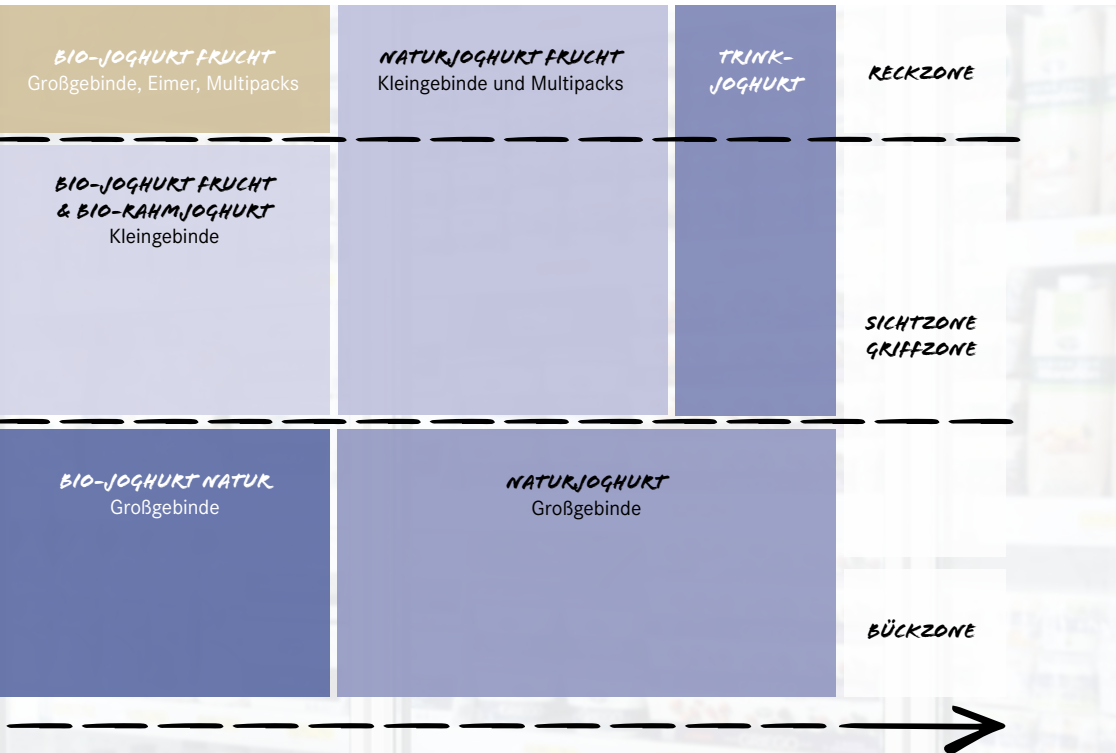 BIO-JOGHURT FRUCHT
Großgebinde, Eimer, Multipacks
NATURJOGHURT FRUCHT
Kleingebinde und Multipacks
TRINK-
JOGHURT
RECKZONE
BIO-JOGHURT FRUCHT
& BIO-RAHMJOGHURT
Kleingebinde
SICHTZONE
GRIFFZONE
BIO-JOGHURT NATUR
Großgebinde
NATURJOGHURT
Großgebinde
BÜCKZONE